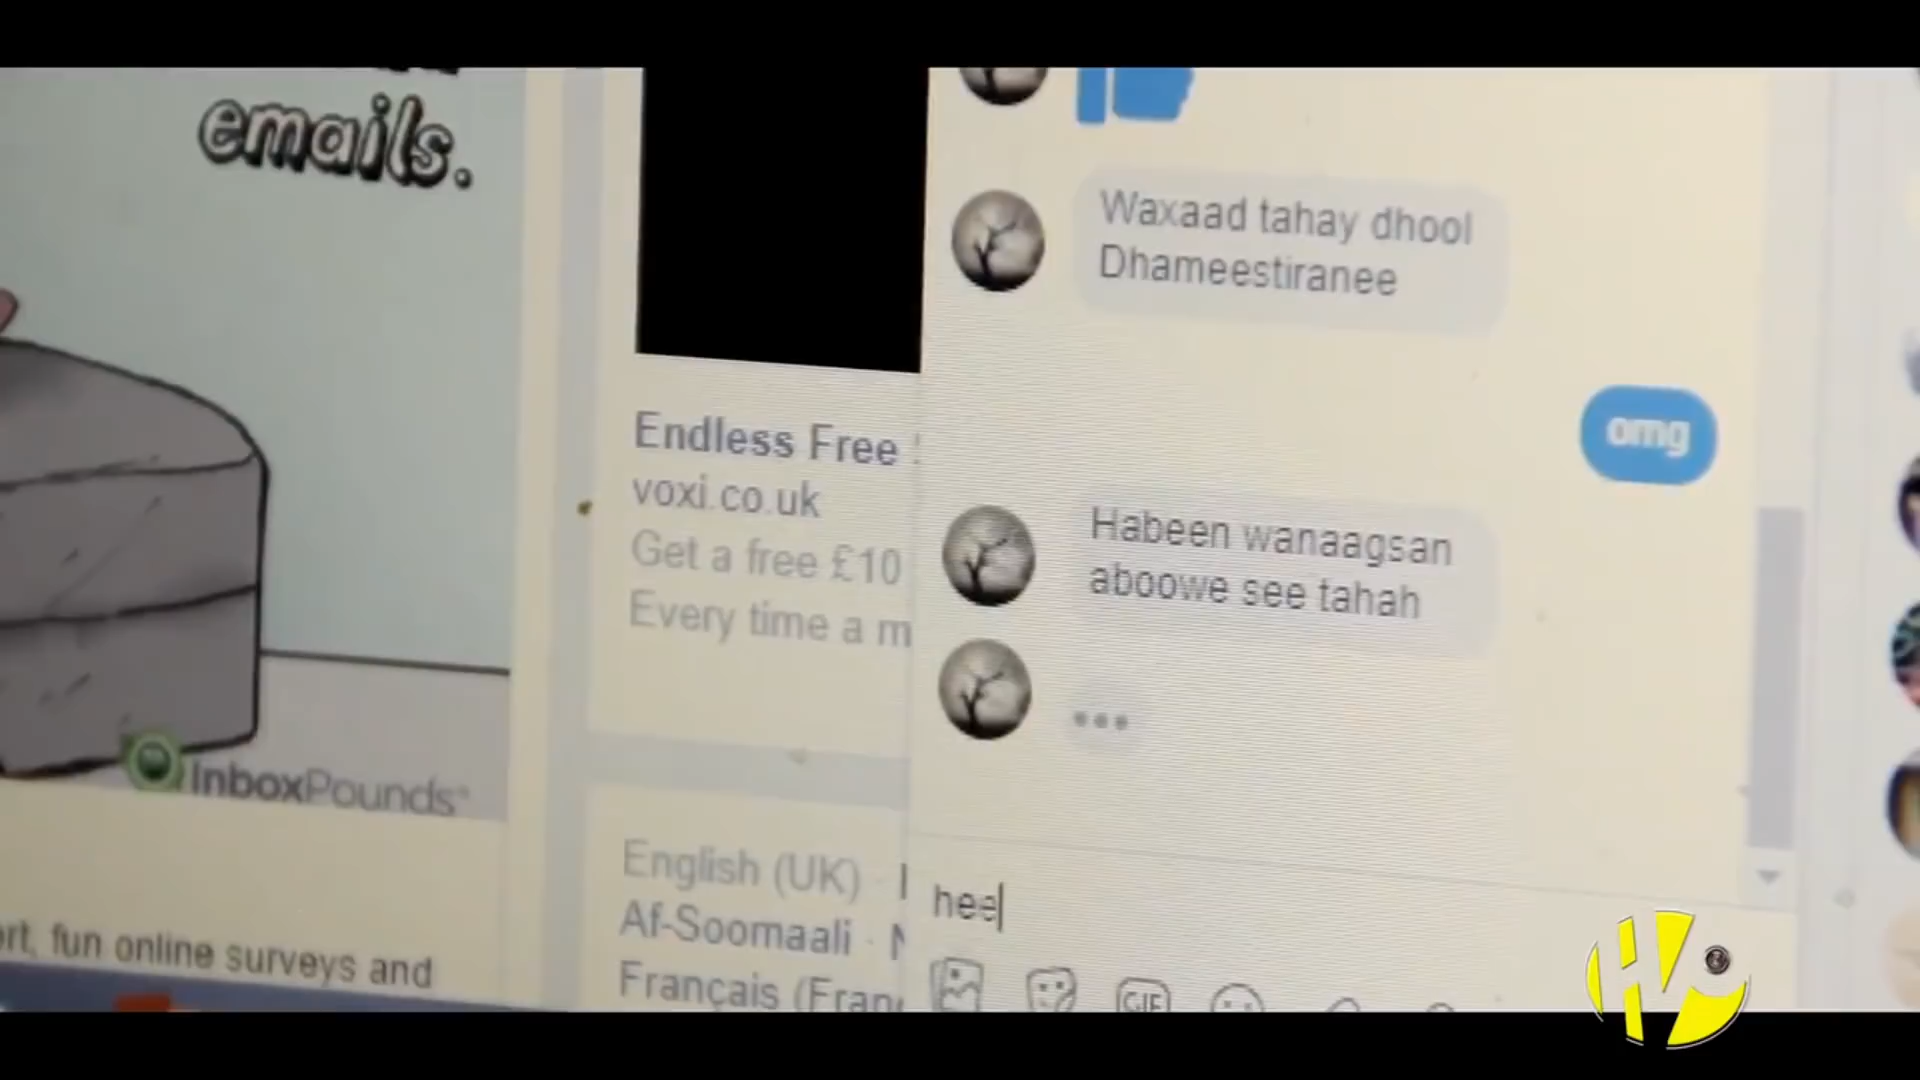 emails.
InboxPounds
rt, fun online surveys and
Endless Free
voxi.co.uk
Get a free £10
Every time a m
English (UK) ·
Af-Soomaali ·
Français (Fran
Waxaad tahay dhool
Dhameestiranee
omg
Habeen wanaagsan
aboowe see tahah
hee
GIF